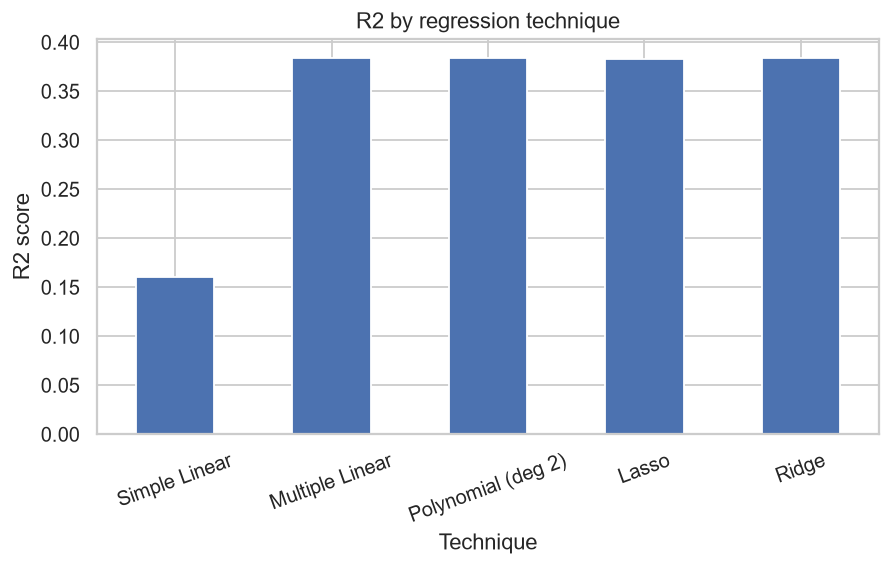 R2 by regression technique
R2 score
0.40
0.35
0.30
0.25
0.20
0.15
0.10
0.05
0.00
Simple Linear
Multiple Linear
Polynomial (deg 2)
Lasso
Ridge
Technique